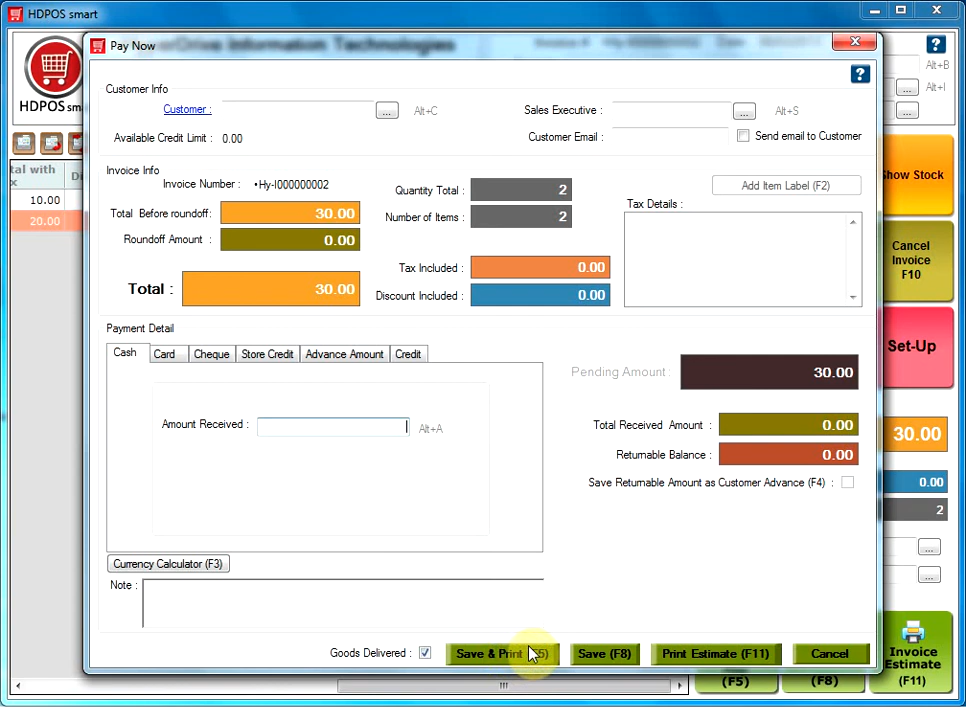 HDPOS smart
Pay Now
Customer Info
Customer :
...
Alt+C
Sales Executive :
...
Alt+S
Available Credit Limit : 0.00
Customer Email :
Send email to Customer
Invoice Info
Invoice Number : •Hy-I000000002
Total Before roundoff: 30.00
Roundoff Amount : 0.00
Total : 30.00
Quantity Total : 2
Number of Items : 2
Tax Included : 0.00
Discount Included : 0.00
Add Item Label (F2)
Tax Details :
Payment Detail
Cash
Card
Cheque
Store Credit
Advance Amount
Credit
Amount Received :
Alt+A
Pending Amount : 30.00
Total Received Amount : 0.00
Returnable Balance : 0.00
Save Returnable Amount as Customer Advance (F4) :
Currency Calculator (F3)
Note :
Goods Delivered :
Save & Print
Save (F8)
Print Estimate (F11)
Cancel
HDPOS
tal with
x
10.00
20.00
?
?
Alt+B
...
Alt+I
...
Show Stock
Cancel
Invoice
F10
Set-Up
30.00
0.00
2
...
...
Invoice
Estimate
(F11)
(F5)
(F8)